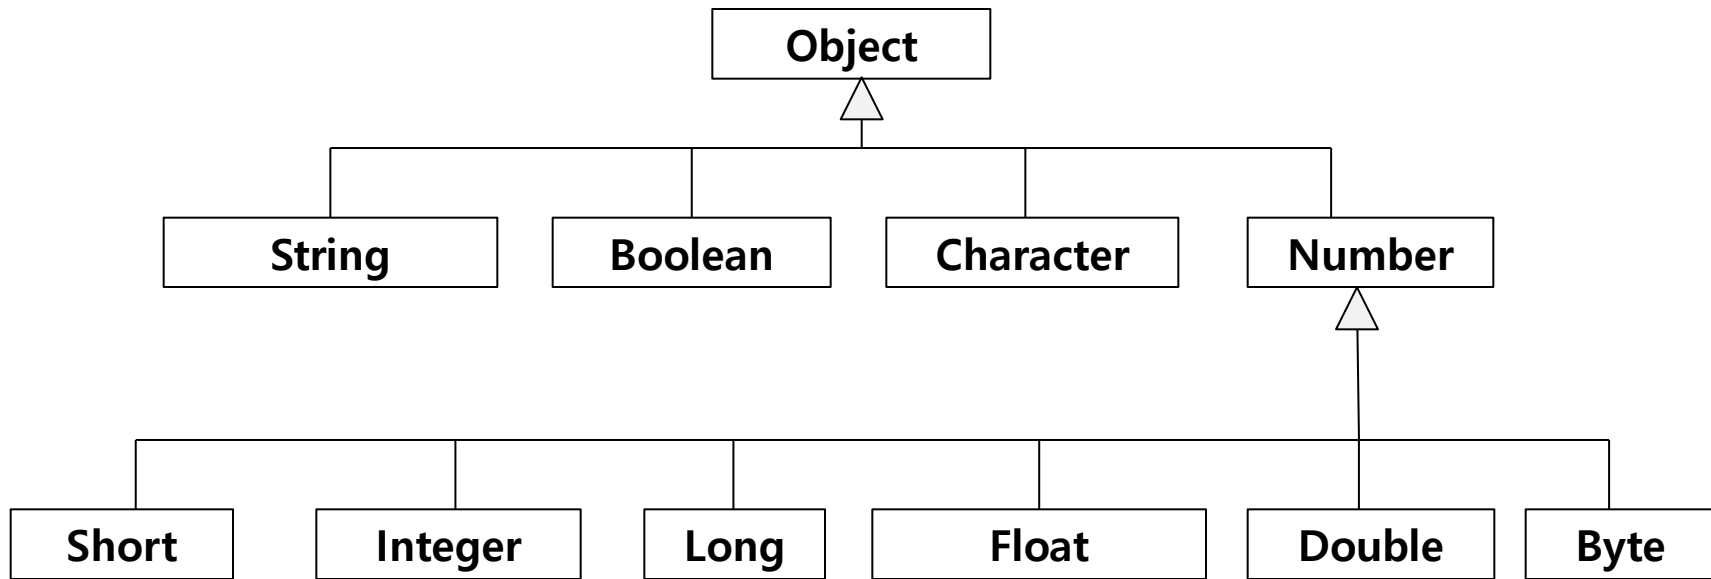 Object
String
Boolean
Character
Number
Short
Integer
Long
Float
Double
Byte